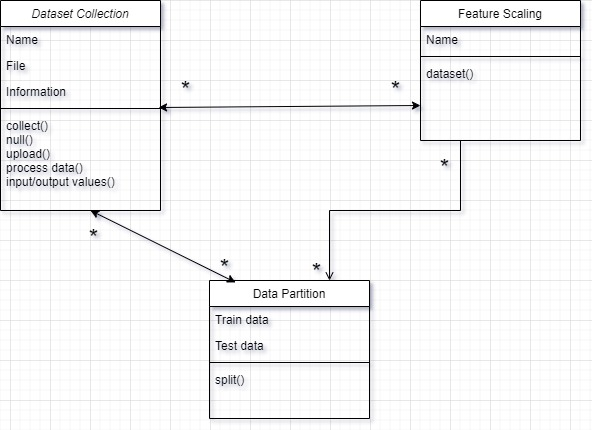 Dataset Collection
Name
File
Information
collect()
null()
upload()
process data()
input/output values()
Feature Scaling
Name
dataset()
*
*
*
*
*
*
Data Partition
Train data
Test data
split()